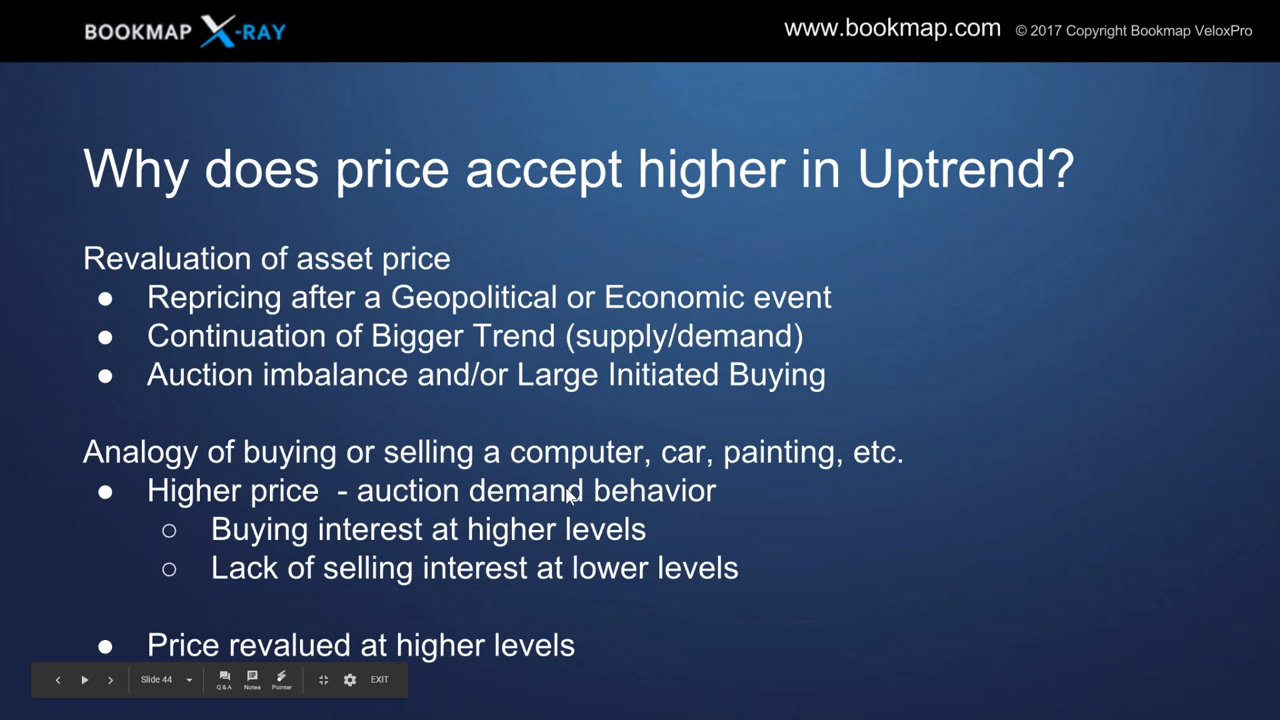 BOOKMAP X-RAY
www.bookmap.com © 2017 Copyright Bookmap VeloxPro
Why does price accept higher in Uptrend?
Revaluation of asset price
● Repricing after a Geopolitical or Economic event
● Continuation of Bigger Trend (supply/demand)
● Auction imbalance and/or Large Initiated Buying
Analogy of buying or selling a computer, car, painting, etc.
● Higher price - auction demand behavior
○ Buying interest at higher levels
○ Lack of selling interest at lower levels
● Price revalued at higher levels
Slide 44 Q & A Notes Pointer EXIT